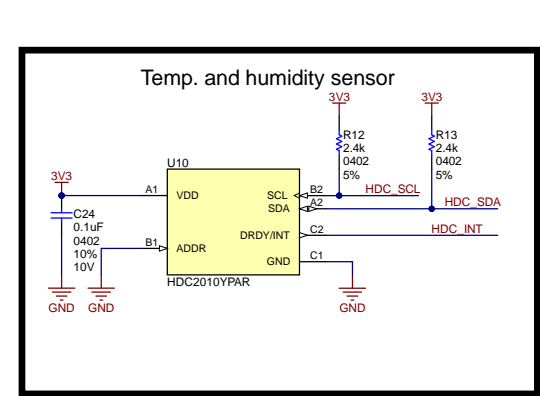 Temp. and humidity sensor
3V3
3V3
R12
2.4k
0402
5%
R13
2.4k
0402
5%
U10
3V3
A1
VDD
SCL
B2
HDC_SCL
SDA
A2
HDC_SDA
C24
0.1uF
0402
10%
10V
DRDY/INT
C2
HDC_INT
B1
ADDR
GND
C1
HDC2010YPAR
GND
GND
GND